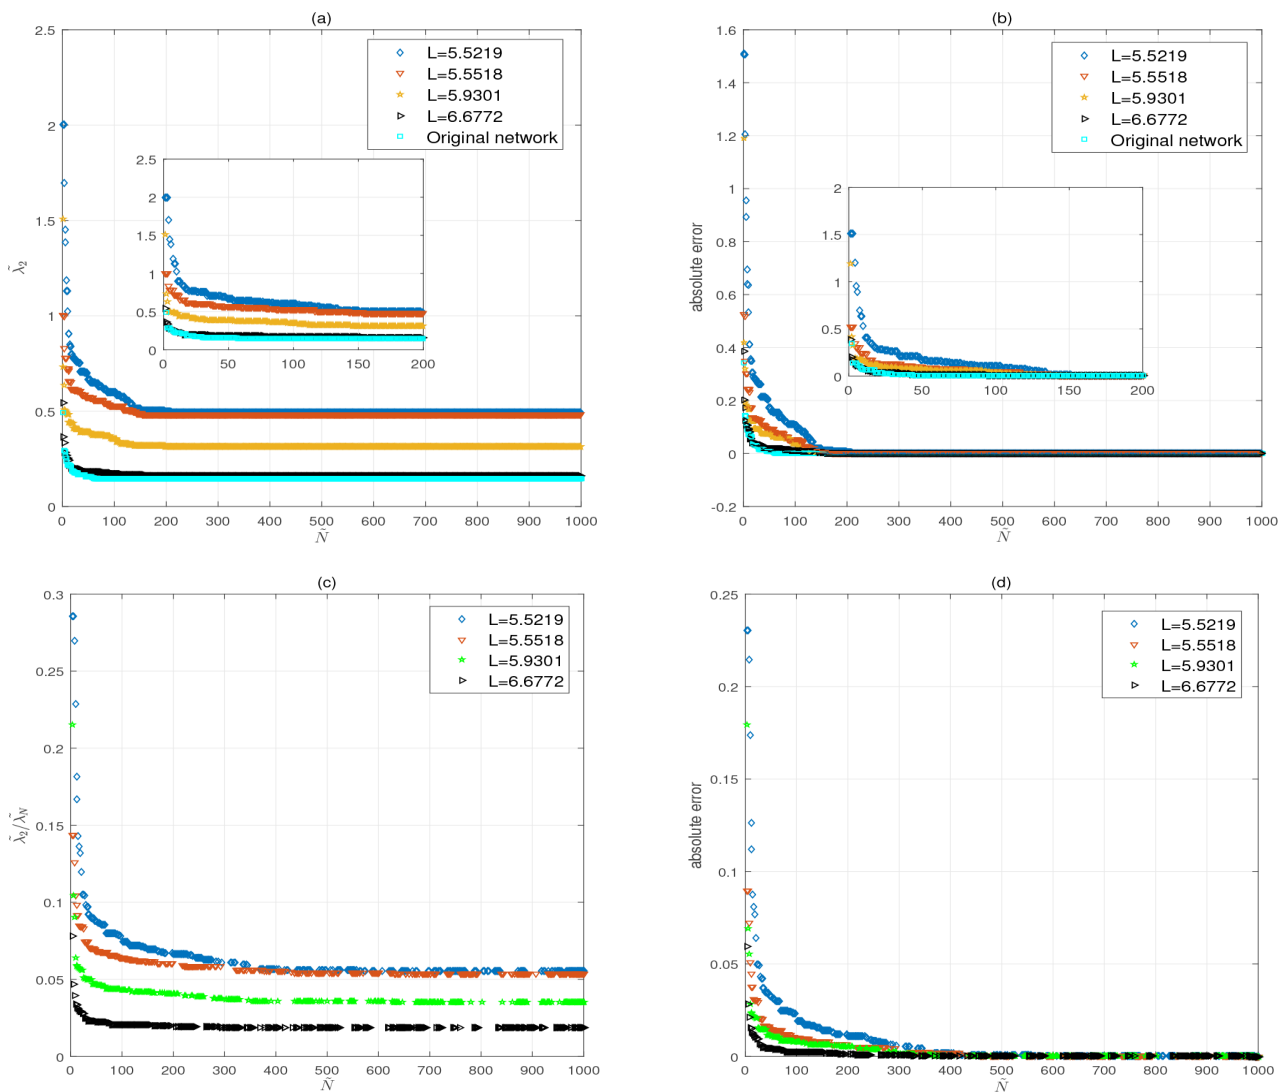 (a)
2.5
2
1.5
1
0.5
0
0 100 200 300 400 500 600 700 800 900 1000
λ̃₂
Ñ
L=5.5219
L=5.5518
L=5.9301
L=6.6772
Original network
2.5
2
1.5
1
0.5
0
0 50 100 150 200
(b)
1.6
1.4
1.2
1
0.8
0.6
0.4
0.2
0
-0.2
0 100 200 300 400 500 600 700 800 900 1000
absolute error
Ñ
L=5.5219
L=5.5518
L=5.9301
L=6.6772
Original network
2
1.5
1
0.5
0
0 50 100 150 200
(c)
0.3
0.25
0.2
0.15
0.1
0.05
0
0 100 200 300 400 500 600 700 800 900 1000
λ̃₂/λ̃_N
Ñ
L=5.5219
L=5.5518
L=5.9301
L=6.6772
(d)
0.25
0.2
0.15
0.1
0.05
0
0 100 200 300 400 500 600 700 800 900 1000
absolute error
Ñ
L=5.5219
L=5.5518
L=5.9301
L=6.6772